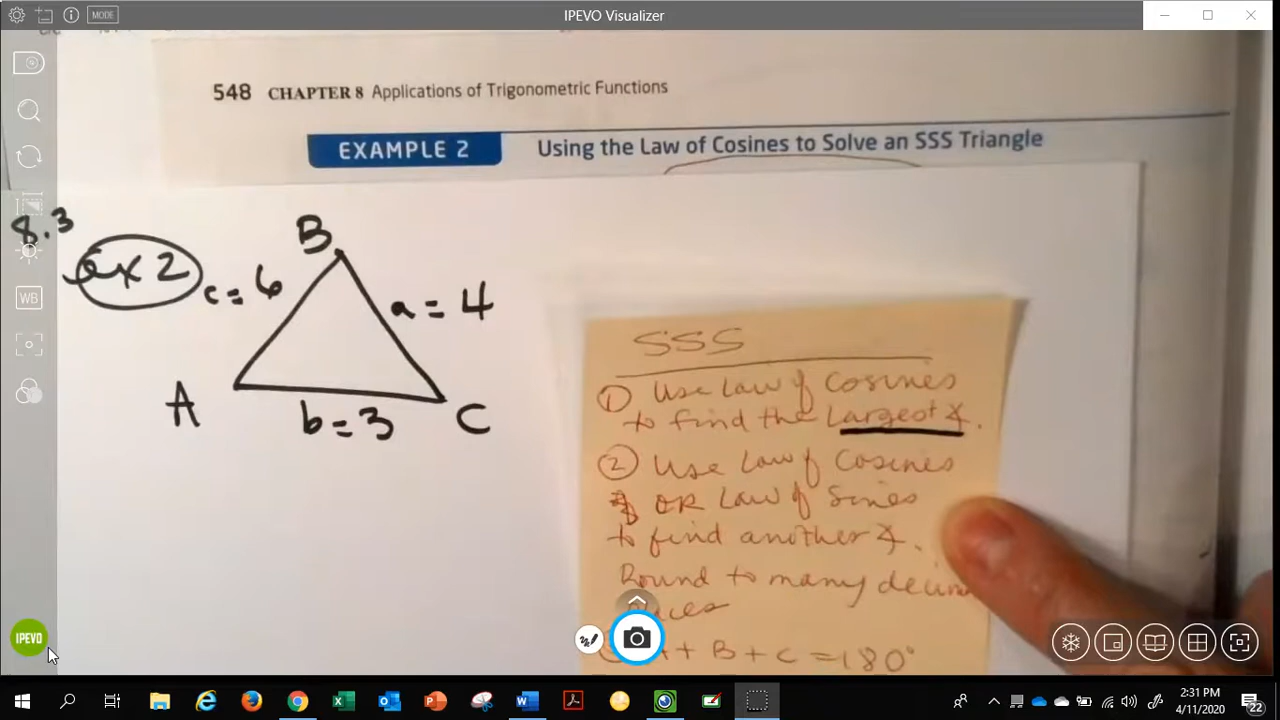 IPEVO Visualizer
MODE
548 CHAPTER 8 Applications of Trigonometric Functions
EXAMPLE 2 Using the Law of Cosines to Solve an SSS Triangle
8.3
ex 2
B
c = 6
a = 4
A
b = 3
C
SSS
① Use Law of Cosines
to find the Largest ∡.
② Use Law of Cosines
OR Law of Sines
to find another ∡.
Round to many
+ B + C = 180°
WB
IPEVO
2:31 PM
4/11/2020
22